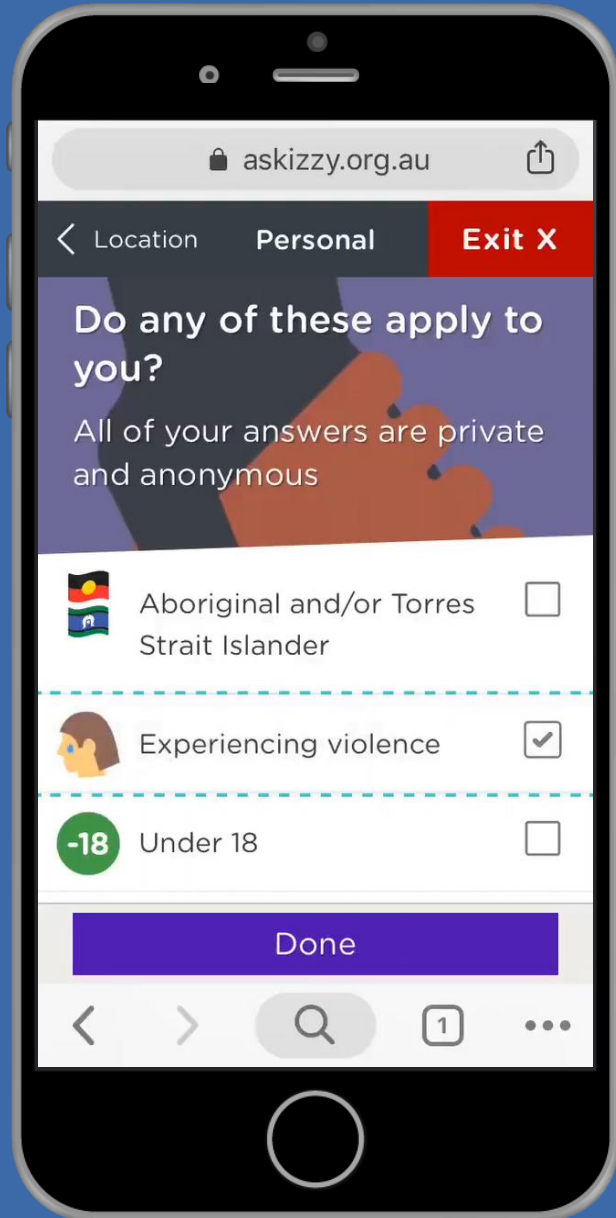 askizzy.org.au
Location Personal Exit X
Do any of these apply to
you?
All of your answers are private
and anonymous
Aboriginal and/or Torres
Strait Islander
Experiencing violence
-18 Under 18
Done
1